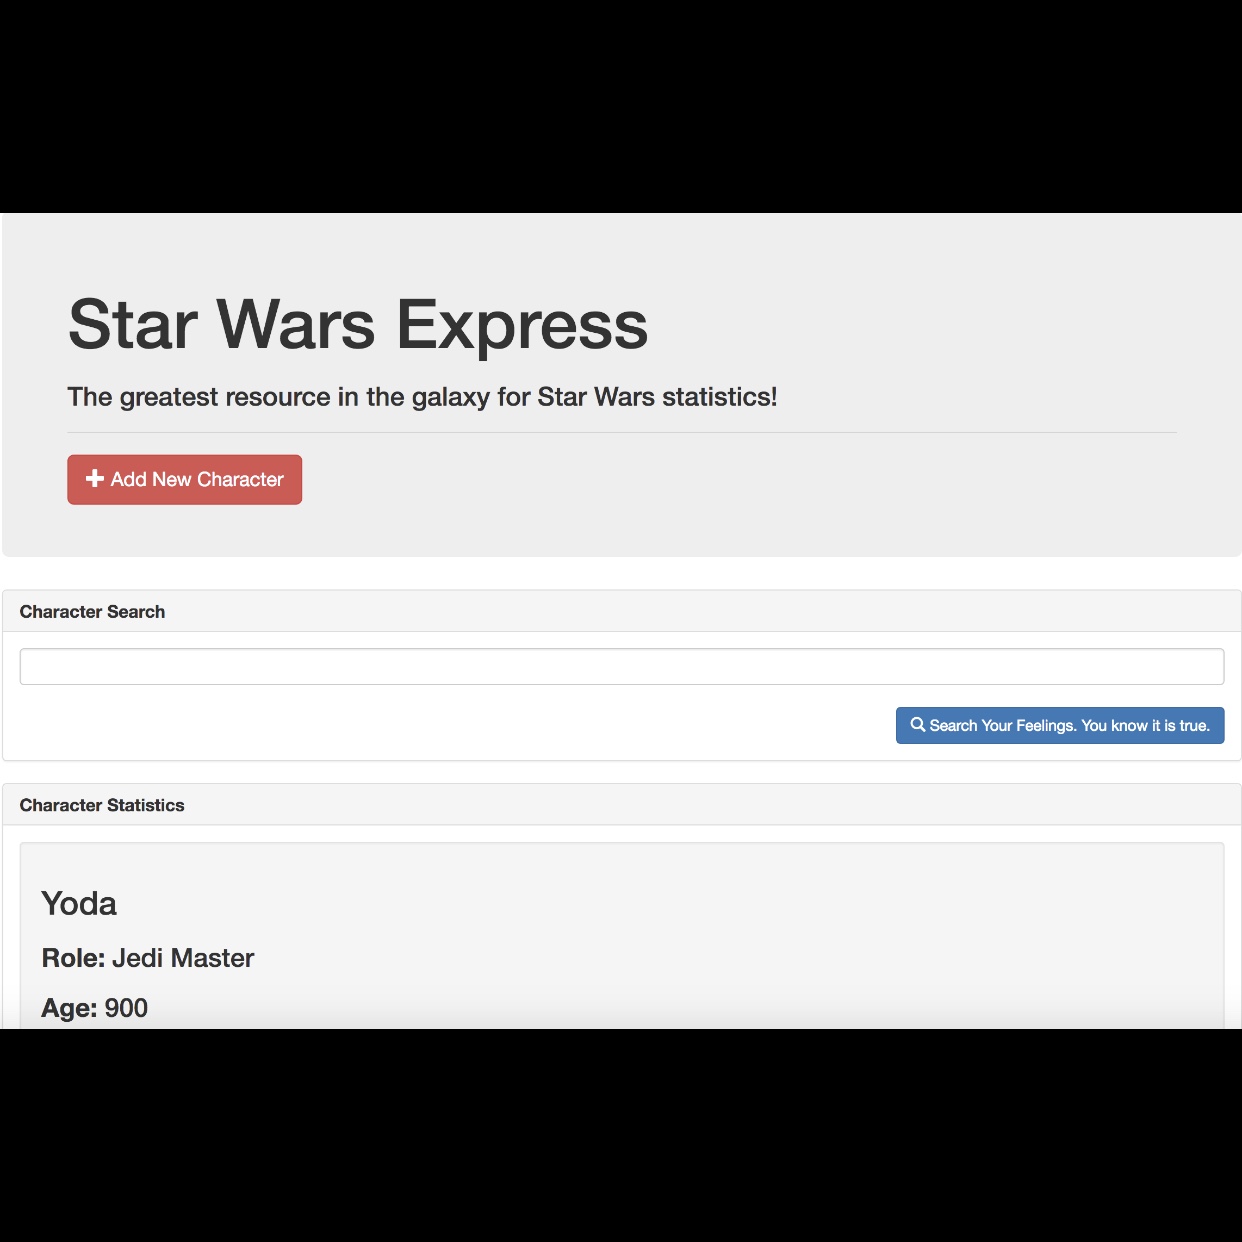 Star Wars Express
The greatest resource in the galaxy for Star Wars statistics!
Add New Character
Character Search
Search Your Feelings. You know it is true.
Character Statistics
Yoda
Role: Jedi Master
Age: 900